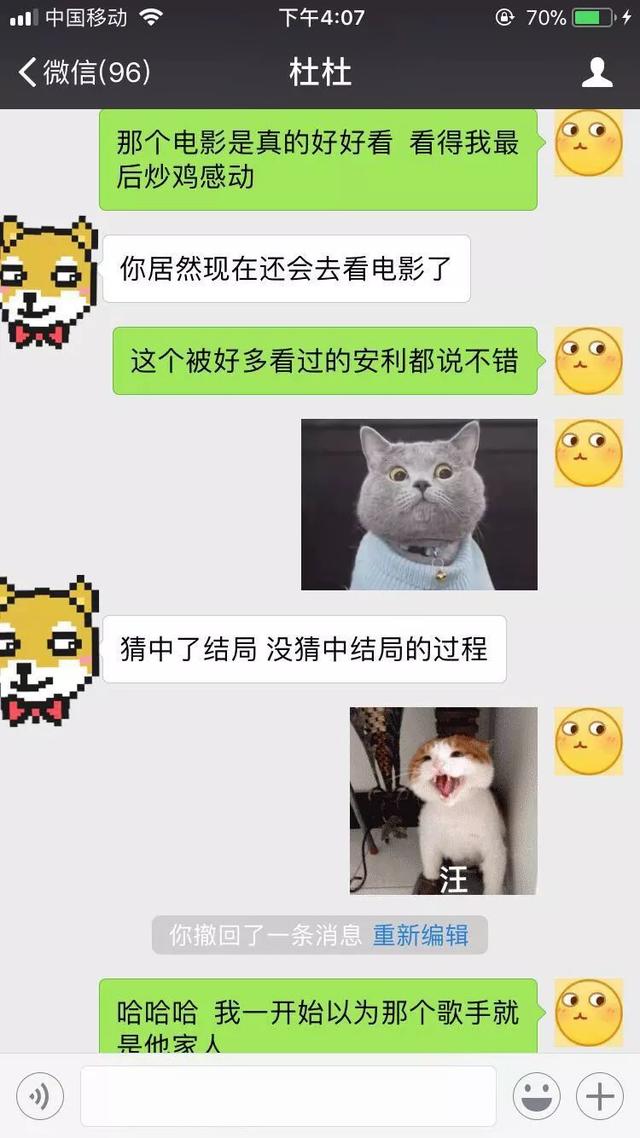 中国移动 下午4:07 70%
微信(96) 杜杜
那个电影是真的好好看 看得我最
后炒鸡感动
你居然现在还会去看电影了
这个被好多看过的安利都说不错
猜中了结局 没猜中结局的过程
汪
你撤回了一条消息 重新编辑
哈哈哈 我一开始以为那个歌手就
是他家人